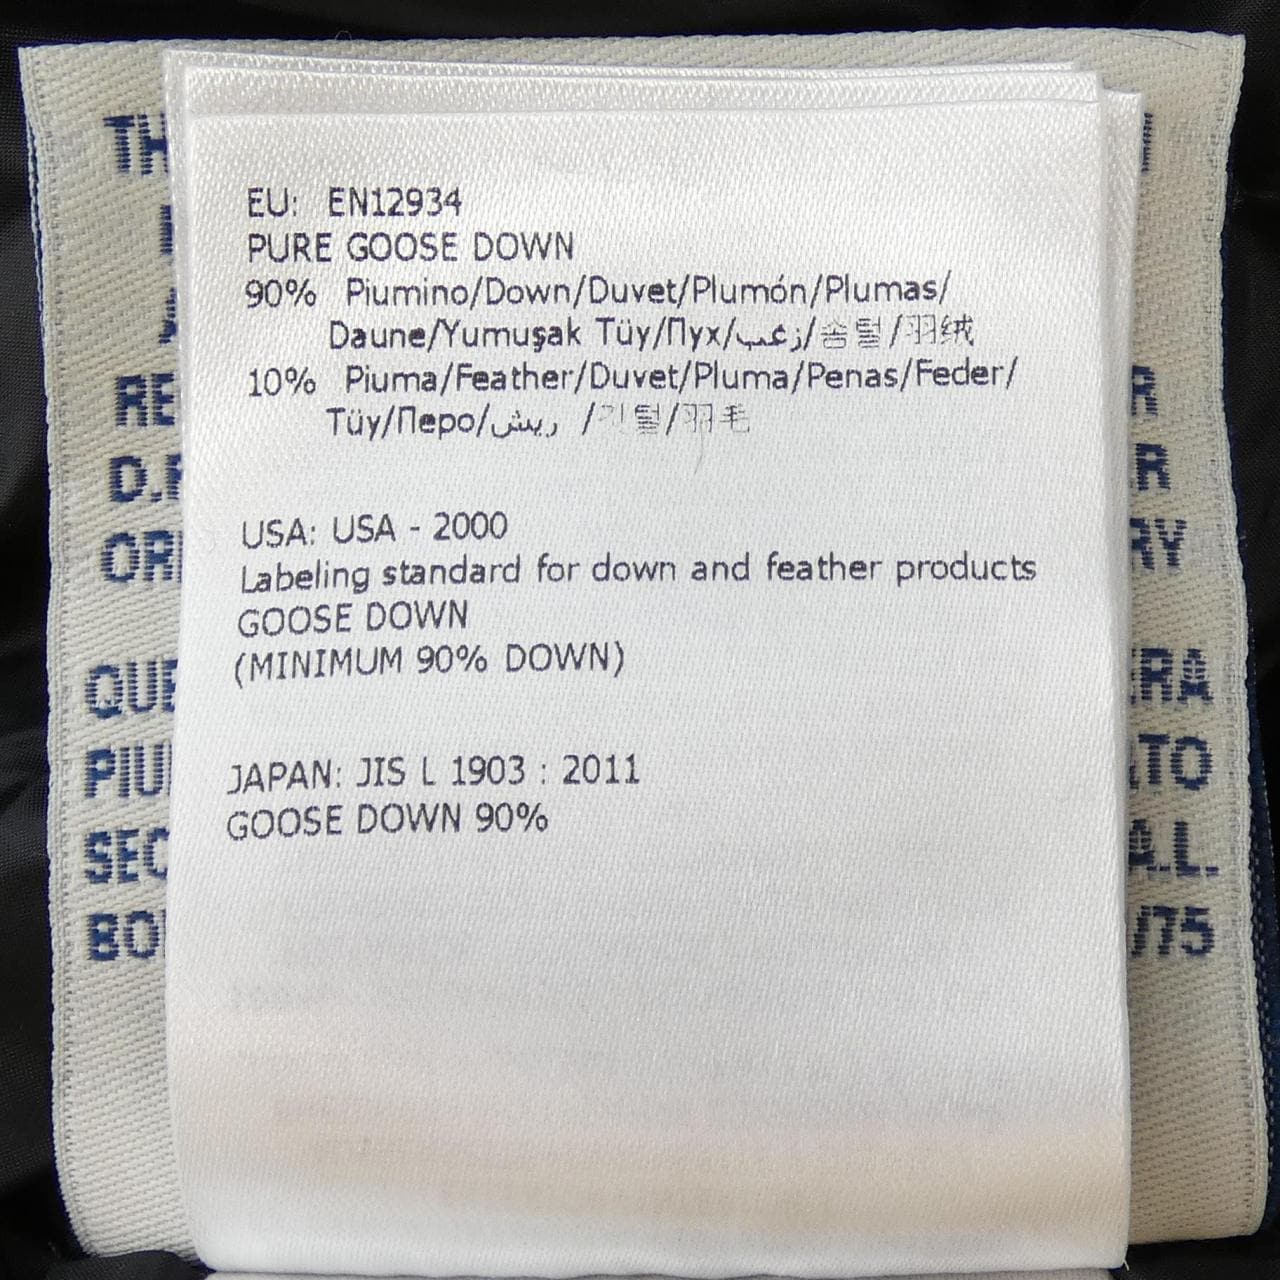 EU: EN12934
PURE GOOSE DOWN
90% Piumino/Down/Duvet/Plumón/Plumas/
Daune/Yumuşak Tüy/Пух/زغب/솜털/羽绒
10% Piuma/Feather/Duvet/Pluma/Penas/Feder/
Tüy/Перо/ريش /깃털/羽毛
USA: USA - 2000
Labeling standard for down and feather products
GOOSE DOWN
(MINIMUM 90% DOWN)
JAPAN: JIS L 1903 : 2011
GOOSE DOWN 90%